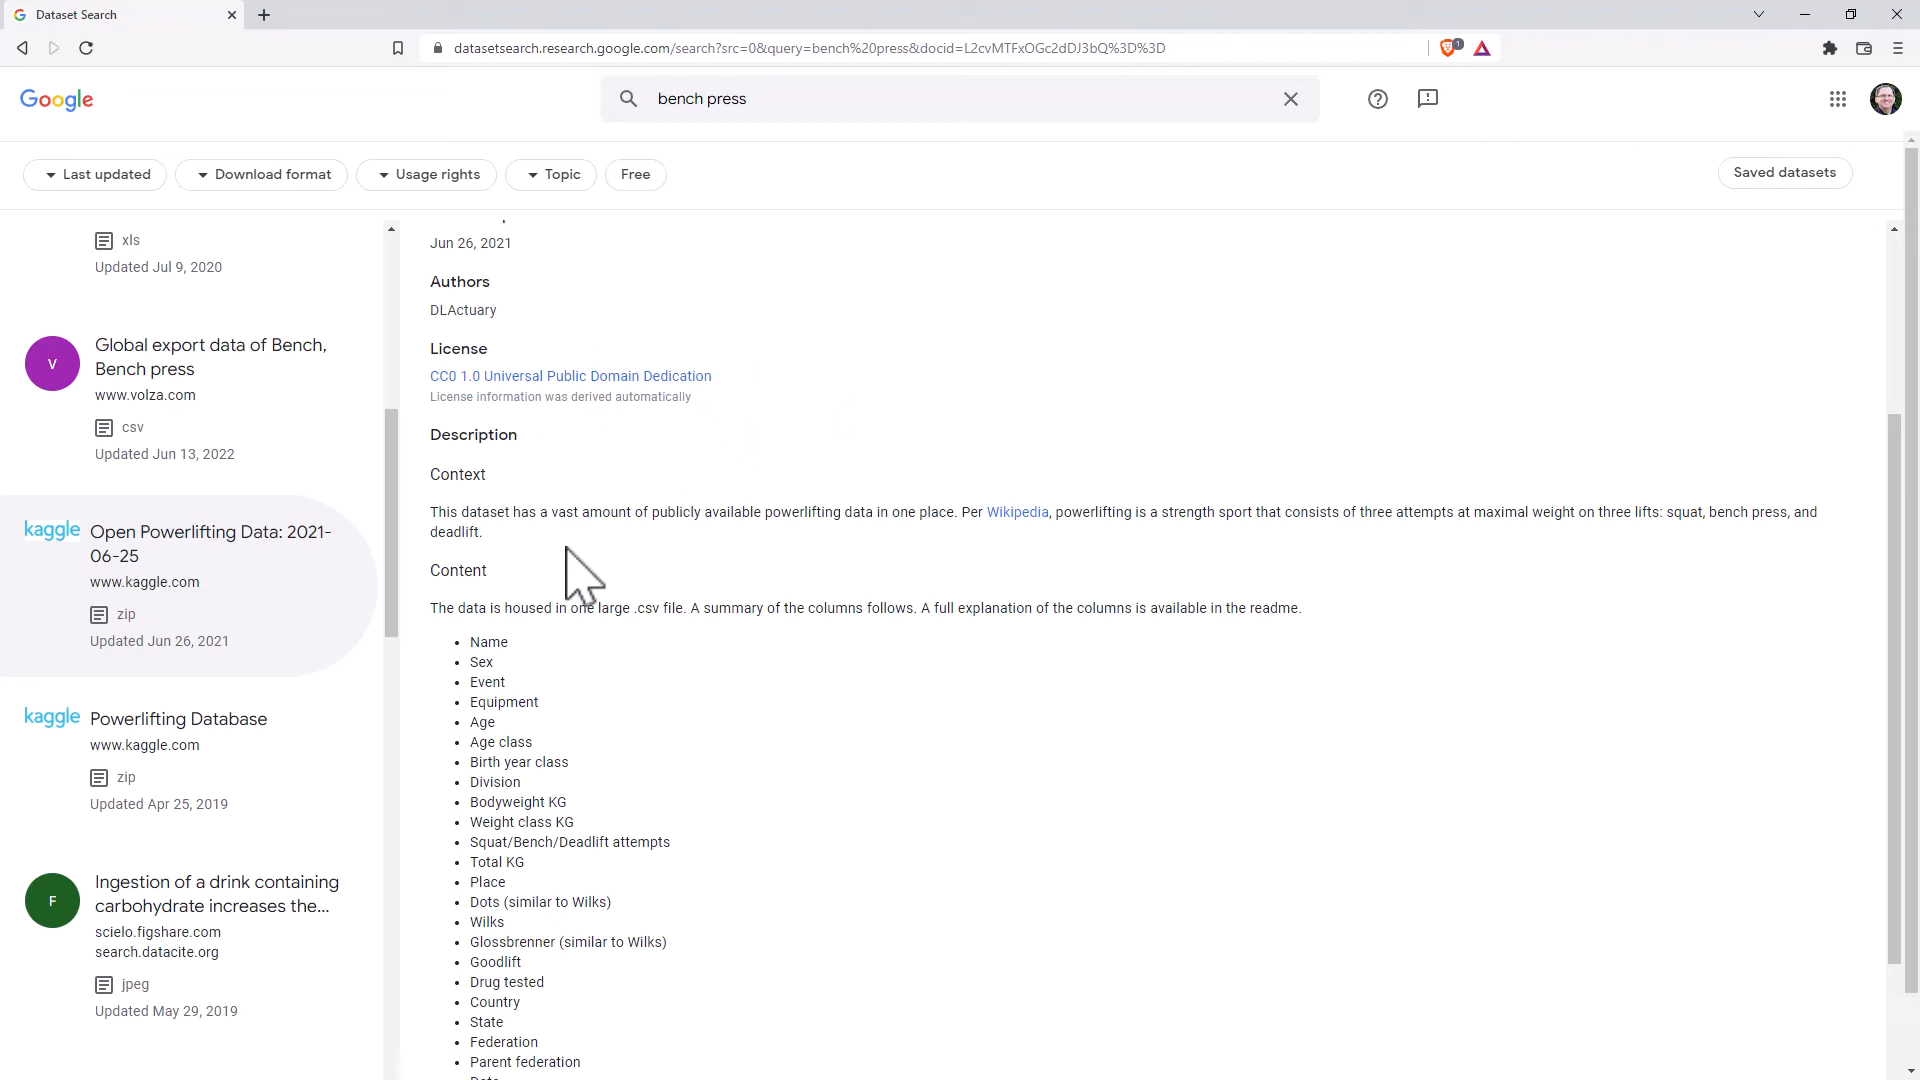 Dataset Search
datasetsearch.research.google.com/search?src=0&query=bench%20press&docid=L2cvMTFxOGc2dDJ3bQ%3D%3D
1
Google
bench press
Last updated
Download format
Usage rights
Topic
Free
Saved datasets
xls
Updated Jul 9, 2020
V
Global export data of Bench,
Bench press
www.volza.com
csv
Updated Jun 13, 2022
kaggle
Open Powerlifting Data: 2021-
06-25
www.kaggle.com
zip
Updated Jun 26, 2021
kaggle
Powerlifting Database
www.kaggle.com
zip
Updated Apr 25, 2019
F
Ingestion of a drink containing
carbohydrate increases the...
scielo.figshare.com
search.datacite.org
jpeg
Updated May 29, 2019
Jun 26, 2021
Authors
DLActuary
License
CC0 1.0 Universal Public Domain Dedication
License information was derived automatically
Description
Context
This dataset has a vast amount of publicly available powerlifting data in one place. Per Wikipedia, powerlifting is a strength sport that consists of three attempts at maximal weight on three lifts: squat, bench press, and
deadlift.
Content
The data is housed in one large .csv file. A summary of the columns follows. A full explanation of the columns is available in the readme.
• Name
• Sex
• Event
• Equipment
• Age
• Age class
• Birth year class
• Division
• Bodyweight KG
• Weight class KG
• Squat/Bench/Deadlift attempts
• Total KG
• Place
• Dots (similar to Wilks)
• Wilks
• Glossbrenner (similar to Wilks)
• Goodlift
• Drug tested
• Country
• State
• Federation
• Parent federation